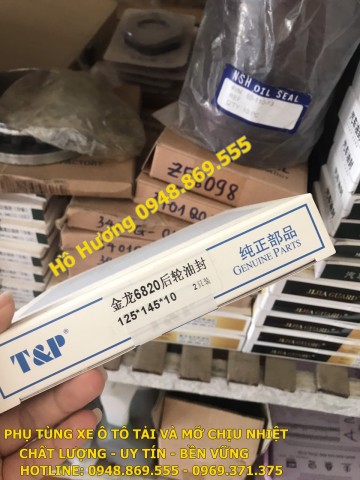 NSH OIL SEAL
Z56098
Hồ Hương 0948.869.555
T&P
金龙6820后轮油封
125*145*10 2只装
纯正部品
GENUINE PARTS
PHỤ TÙNG XE Ô TÔ TẢI VÀ MỠ CHỊU NHIỆT
CHẤT LƯỢNG - UY TÍN - BỀN VỮNG
HOTLINE: 0948.869.555 - 0969.371.375